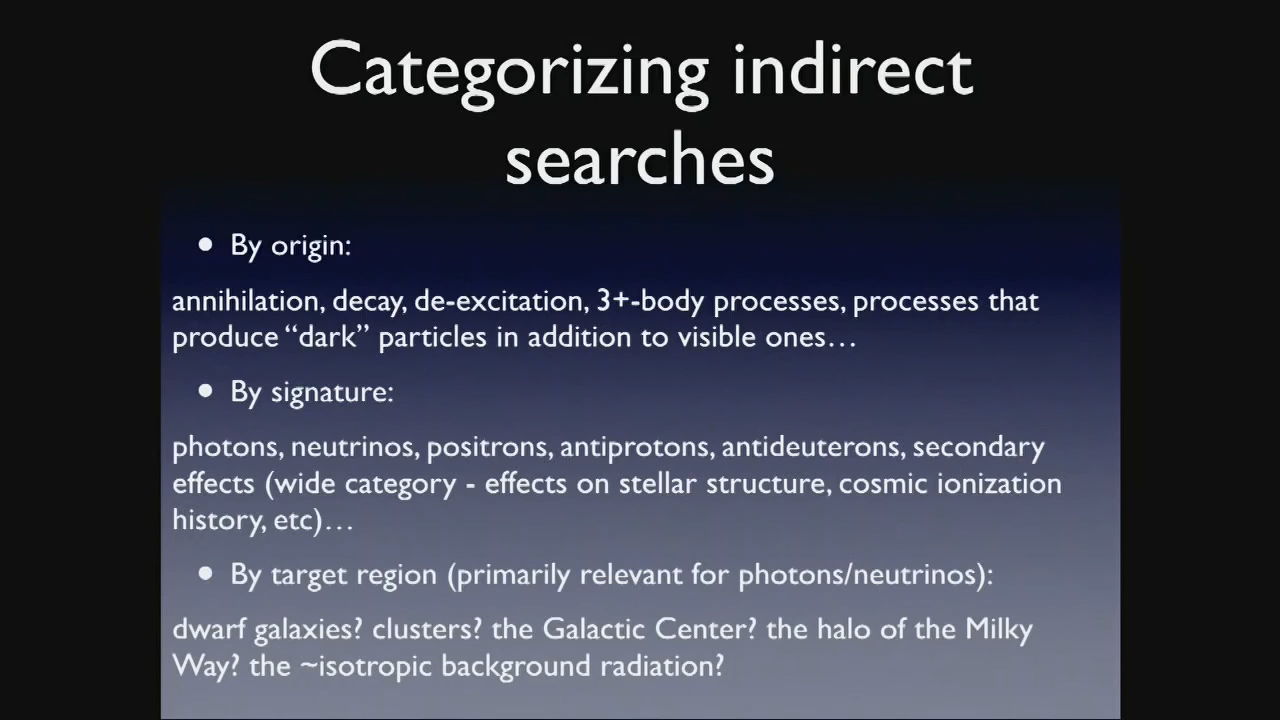 Categorizing indirect
searches
• By origin:
annihilation, decay, de-excitation, 3+-body processes, processes that
produce “dark” particles in addition to visible ones…
• By signature:
photons, neutrinos, positrons, antiprotons, antideuterons, secondary
effects (wide category - effects on stellar structure, cosmic ionization
history, etc)…
• By target region (primarily relevant for photons/neutrinos):
dwarf galaxies? clusters? the Galactic Center? the halo of the Milky
Way? the ~isotropic background radiation?